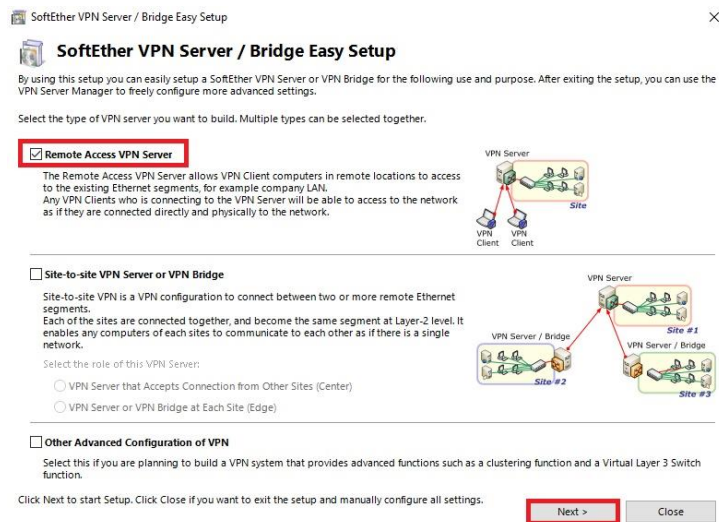 SoftEther VPN Server / Bridge Easy Setup
SoftEther VPN Server / Bridge Easy Setup
By using this setup you can easily setup a SoftEther VPN Server or VPN Bridge for the following use and purpose. After exiting the setup, you can use the
VPN Server Manager to freely configure more advanced settings.
Select the type of VPN server you want to build. Multiple types can be selected together.
Remote Access VPN Server
The Remote Access VPN Server allows VPN Client computers in remote locations to access
to the existing Ethernet segments, for example company LAN.
Any VPN Clients who is connecting to the VPN Server will be able to access to the network
as if they are connected directly and physically to the network.
VPN Server
Site
VPN
Client
VPN
Client
Site-to-site VPN Server or VPN Bridge
Site-to-site VPN is a VPN configuration to connect between two or more remote Ethernet
segments.
Each of the sites are connected together, and become the same segment at Layer-2 level. It
enables any computers of each sites to communicate to each other as if there is a single
network.
Select the role of this VPN Server:
VPN Server that Accepts Connection from Other Sites (Center)
VPN Server or VPN Bridge at Each Site (Edge)
VPN Server
Site #1
VPN Server / Bridge
VPN Server / Bridge
Site #2
Site #3
Other Advanced Configuration of VPN
Select this if you are planning to build a VPN system that provides advanced functions such as a clustering function and a Virtual Layer 3 Switch
function.
Click Next to start Setup. Click Close if you want to exit the setup and manually configure all settings.
Next >
Close